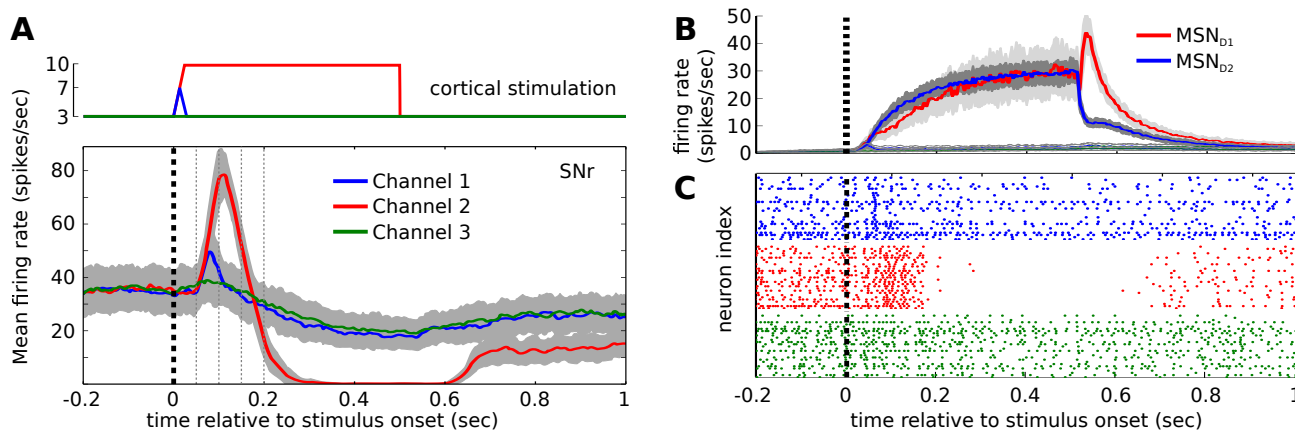 A
10
7
3
cortical stimulation
Mean firing rate (spikes/sec)
80
60
40
20
SNr
Channel 1
Channel 2
Channel 3
-0.2
0
0.2
0.4
0.6
0.8
1
time relative to stimulus onset (sec)
B
firing rate
(spikes/sec)
50
40
30
20
10
0
MSN D1
MSN D2
C
neuron index
-0.2
0
0.2
0.4
0.6
0.8
1
time relative to stimulus onset (sec)